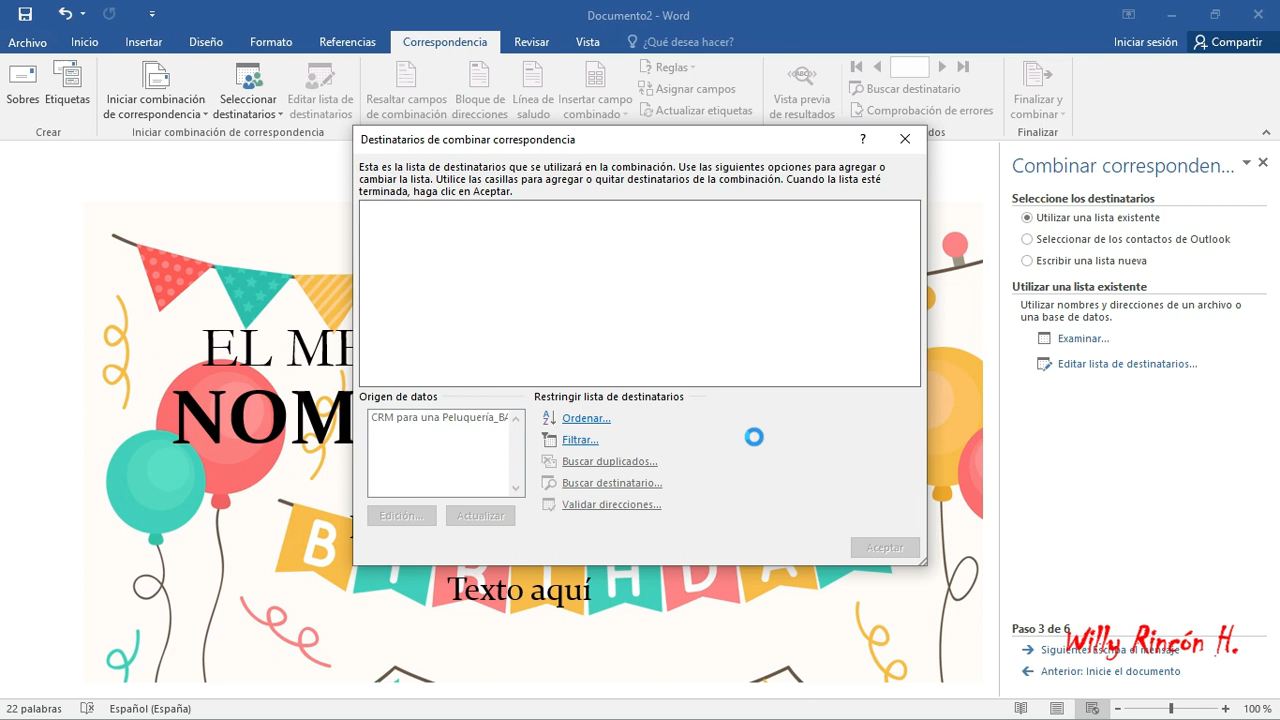 Documento2 - Word
Archivo Inicio Insertar Diseño Formato Referencias Correspondencia Revisar Vista ¿Qué desea hacer? Iniciar sesión Compartir
Sobres
Etiquetas
Crear
Iniciar combinación
de correspondencia
Seleccionar
destinatarios
Editar lista de
destinatarios
Iniciar combinación de correspondencia
Resaltar campos
de combinación
Bloque de
direcciones
Línea de
saludo
Insertar campo
combinado
Reglas
Asignar campos
Actualizar etiquetas
Vista previa
de resultados
ABC
Buscar destinatario
Comprobación de errores
Finalizar y
combinar
Finalizar
Destinatarios de combinar correspondencia
Esta es la lista de destinatarios que se utilizará en la combinación. Use las siguientes opciones para agregar o
cambiar la lista. Utilice las casillas para agregar o quitar destinatarios de la combinación. Cuando la lista esté
terminada, haga clic en Aceptar.
Origen de datos
CRM para una Peluquería_BA
Edición...
Actualizar
Restringir lista de destinatarios
Ordenar...
Filtrar...
Buscar duplicados...
Buscar destinatario...
Validar direcciones...
Aceptar
EL ME
NOM
BIRTHDA
Texto aquí
Combinar corresponden...
Seleccione los destinatarios
Utilizar una lista existente
Seleccionar de los contactos de Outlook
Escribir una lista nueva
Utilizar una lista existente
Utilizar nombres y direcciones de un archivo o
una base de datos.
Examinar...
Editar lista de destinatarios...
Paso 3 de 6
Willy Rincón H.
Siguiente: Escriba el mensaje
Anterior: Inicie el documento
22 palabras Español (España) 100 %